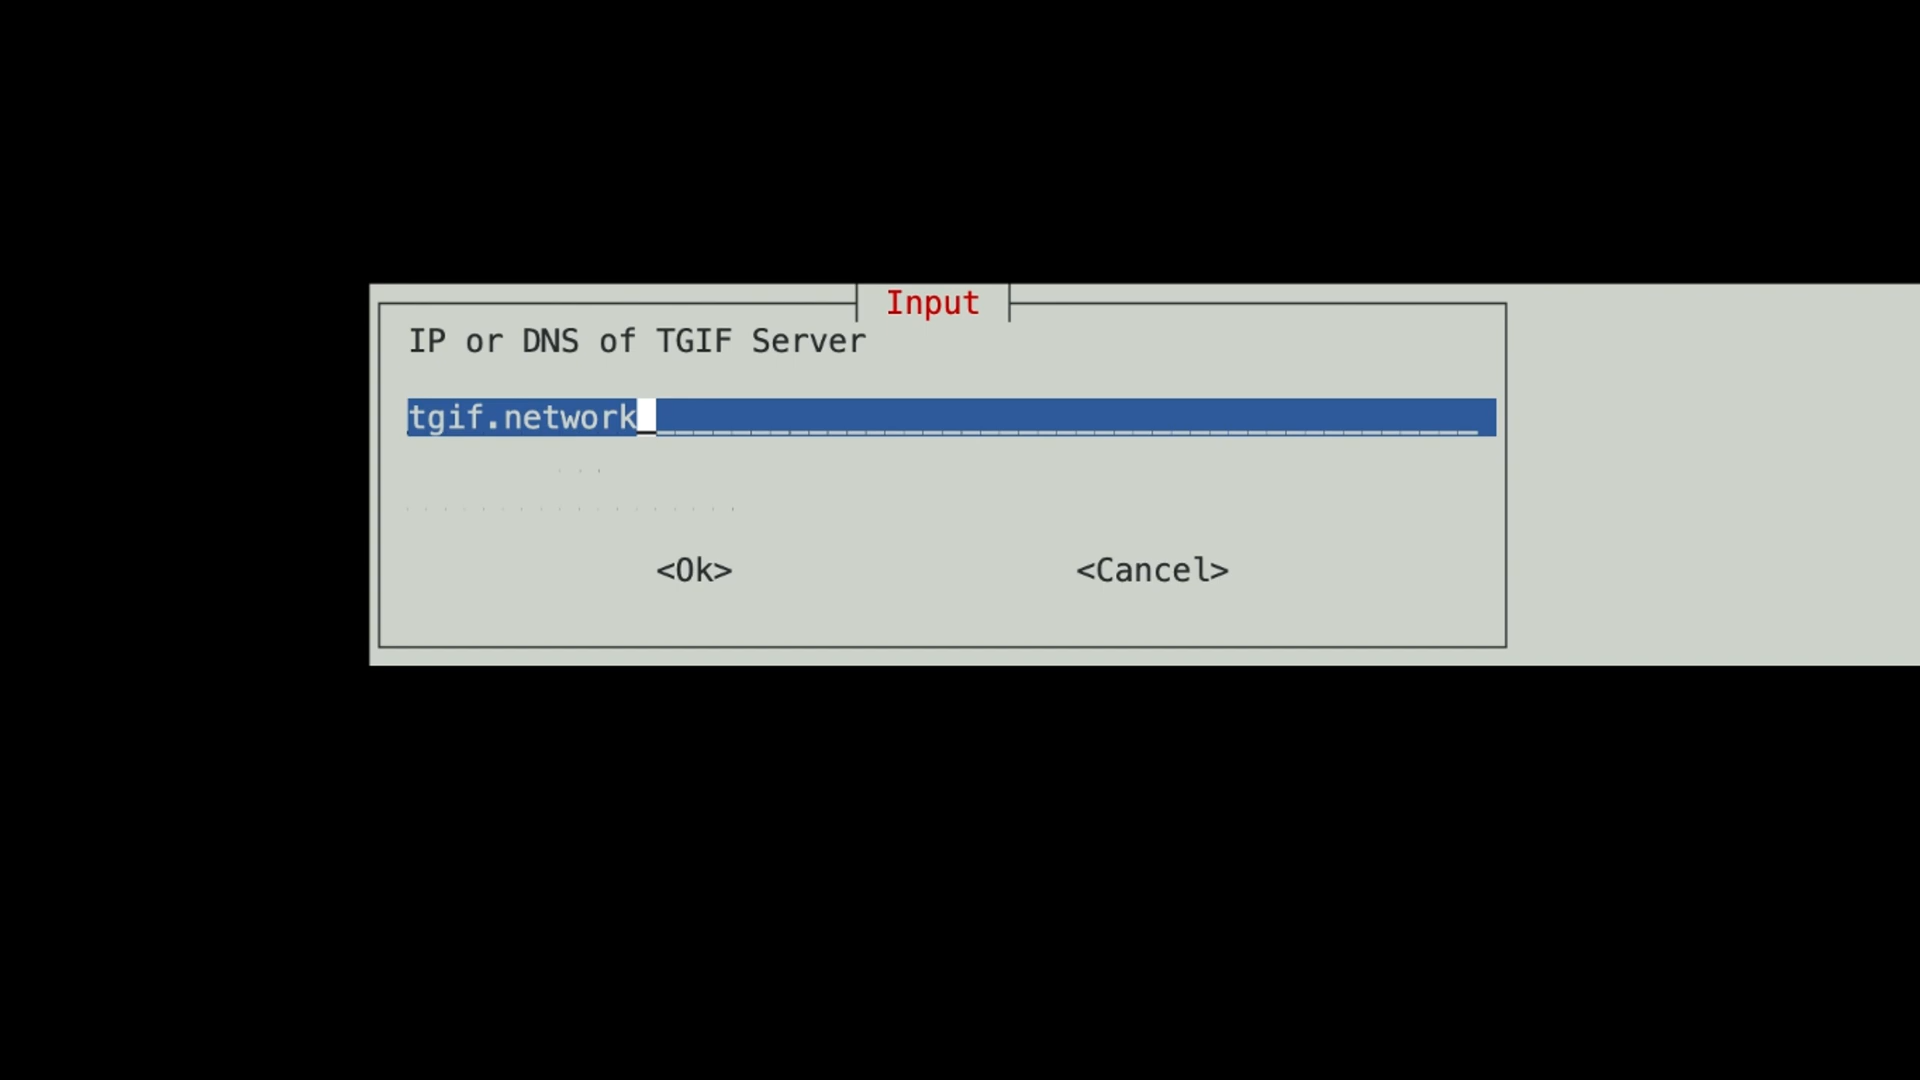 Input
IP or DNS of TGIF Server
tgif.network
<Ok> <Cancel>